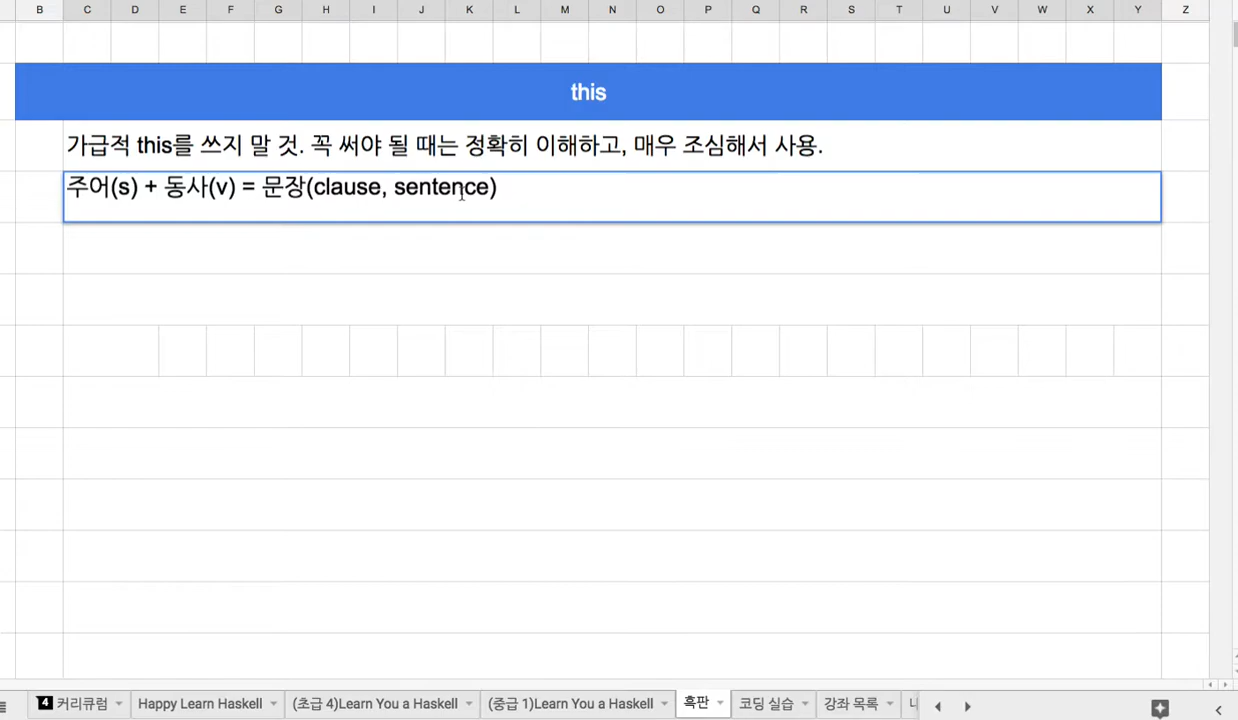 B C D E F G H I J K L M N O P Q R S T U V W X Y Z
this
가급적 this를 쓰지 말 것. 꼭 써야 될 때는 정확히 이해하고, 매우 조심해서 사용.
주어(s) + 동사(v) = 문장(clause, sentence)
4 커리큘럼 Happy Learn Haskell (초급 4)Learn You a Haskell (중급 1)Learn You a Haskell 흑판 코딩 실습 강좌 목록